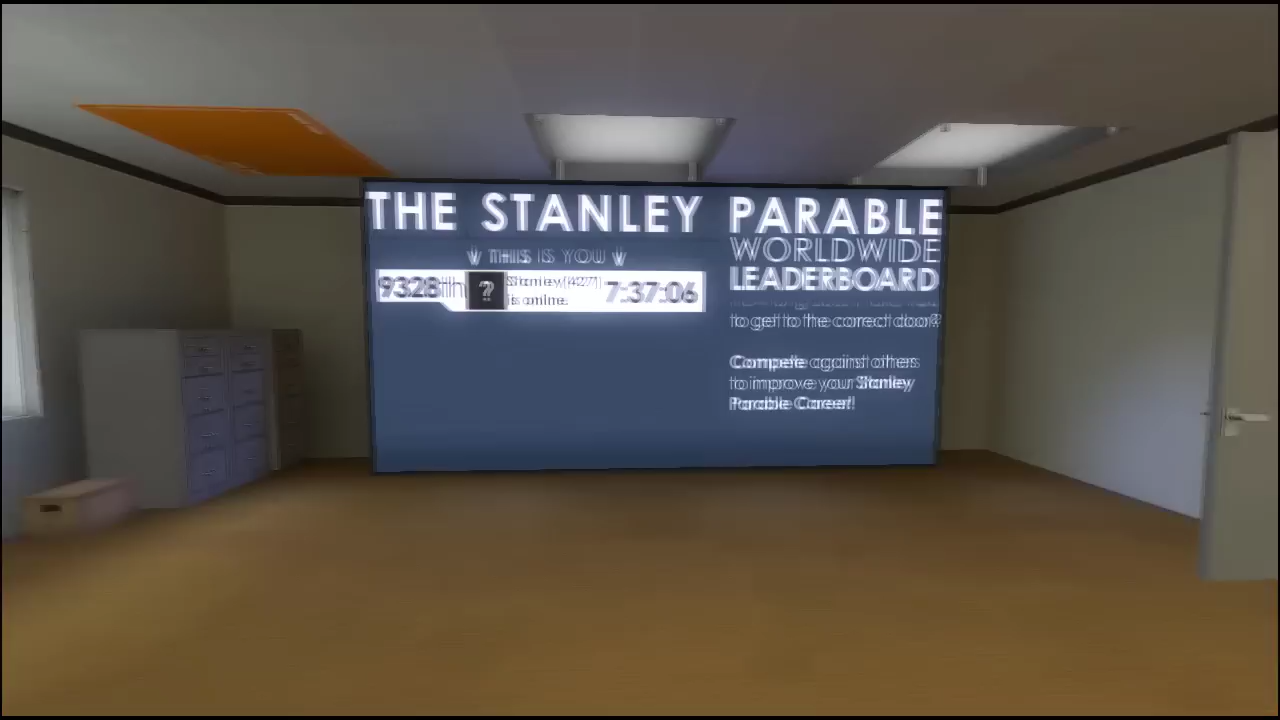 THE STANLEY PARABLE
THIS IS YOU
9328th
?
Stanley(427)
is online.
7:37:06
WORLDWIDE
LEADERBOARD
to get to the correct door?
Compete against others
to improve your Stanley
Parable Career!